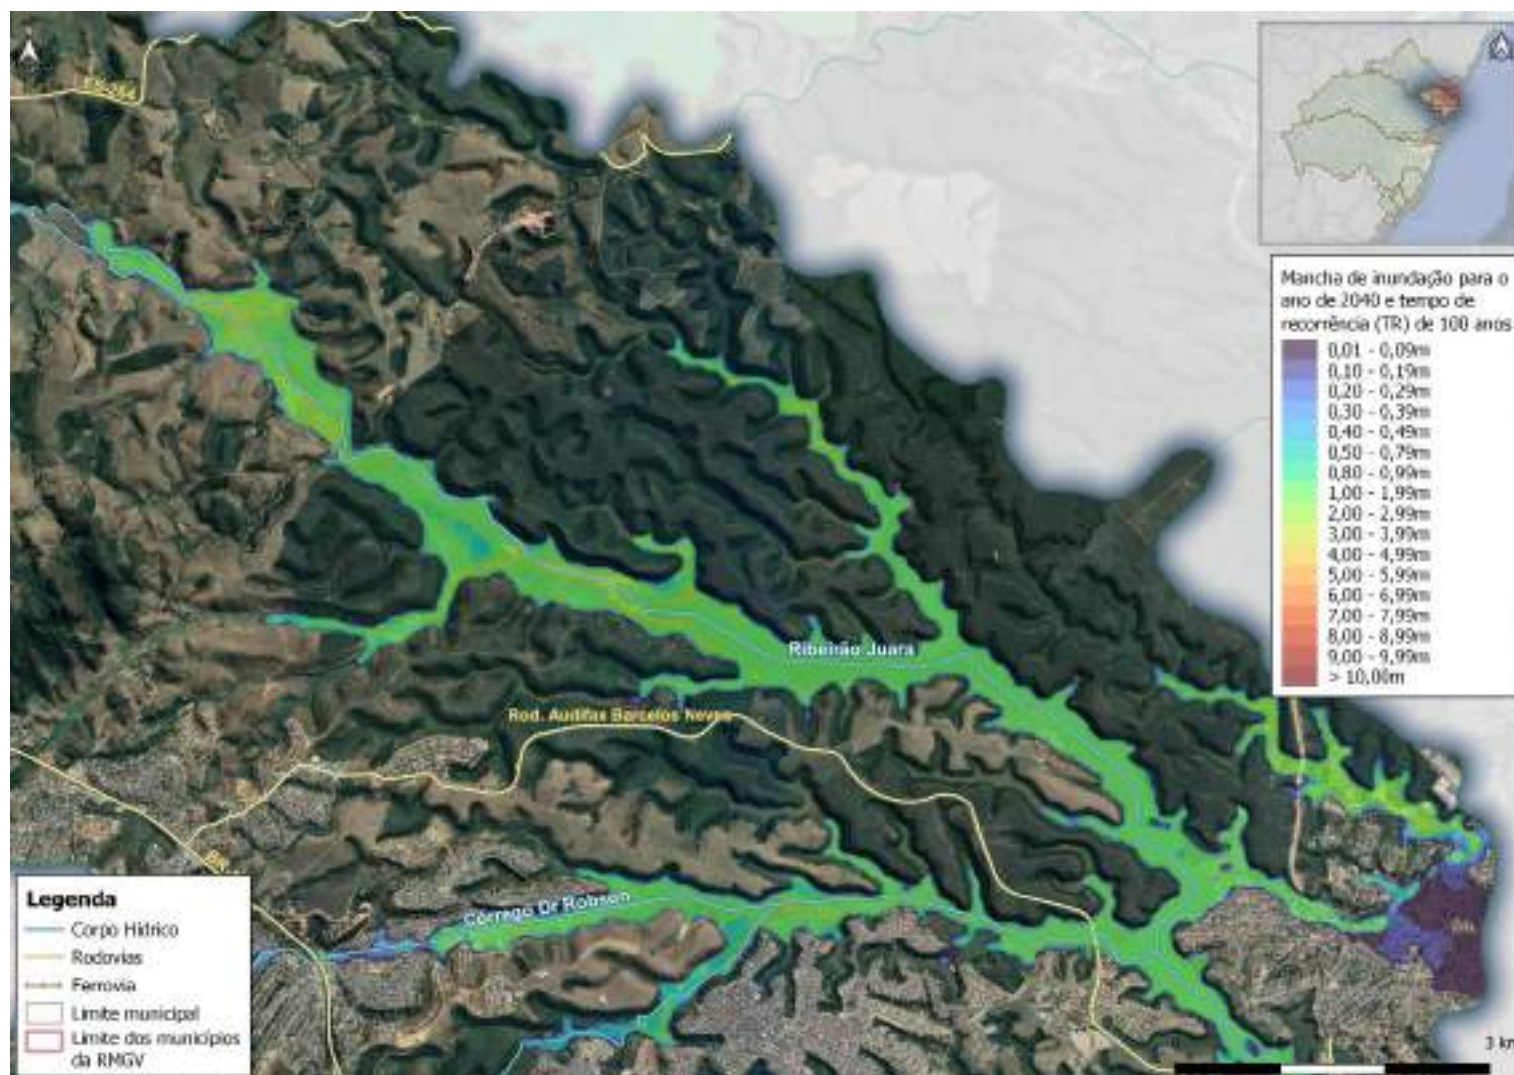 ES-264
Mancha de inundação para o
ano de 2040 e tempo de
recorrência (TR) de 100 anos
0,01 - 0,09m
0,10 - 0,19m
0,20 - 0,29m
0,30 - 0,39m
0,40 - 0,49m
0,50 - 0,79m
0,80 - 0,99m
1,00 - 1,99m
2,00 - 2,99m
3,00 - 3,99m
4,00 - 4,99m
5,00 - 5,99m
6,00 - 6,99m
7,00 - 7,99m
8,00 - 8,99m
9,00 - 9,99m
> 10,00m
Ribeirão Juara
Rod. Audifax Barcelos Neves
Córrego Dr Robson
Legenda
Corpo Hídrico
Rodovias
Ferrovia
Limite municipal
Limite dos municípios
da RMGV
3 km